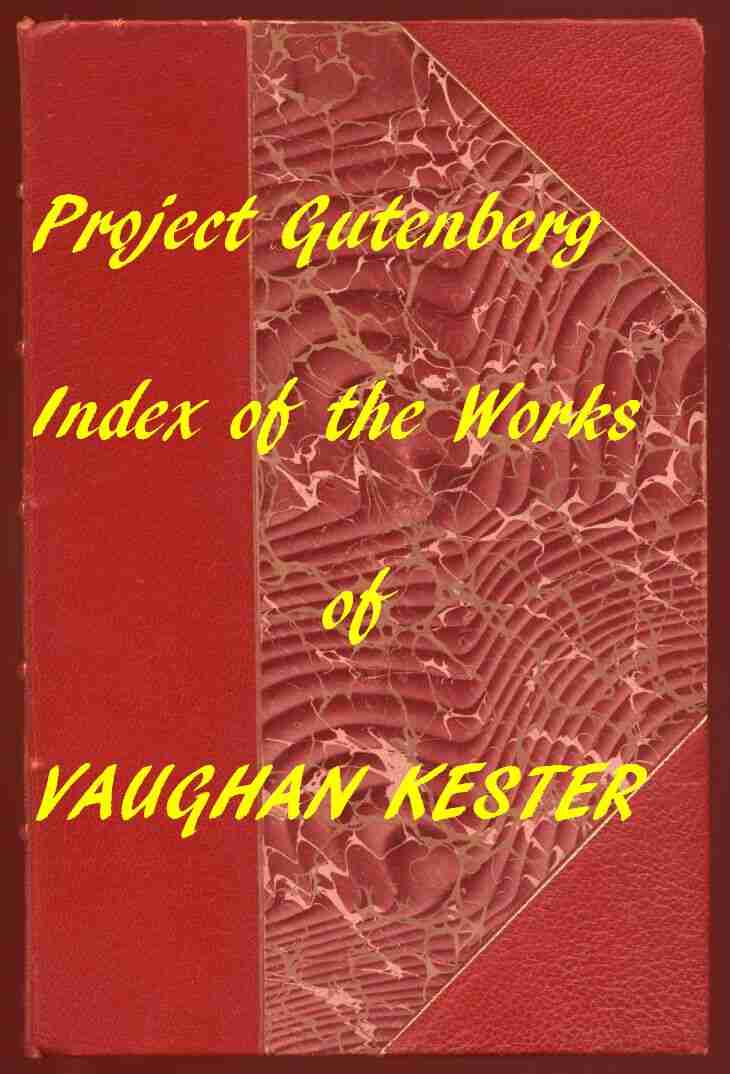 Project Gutenberg
Index of the Works
of
VAUGHAN KESTER